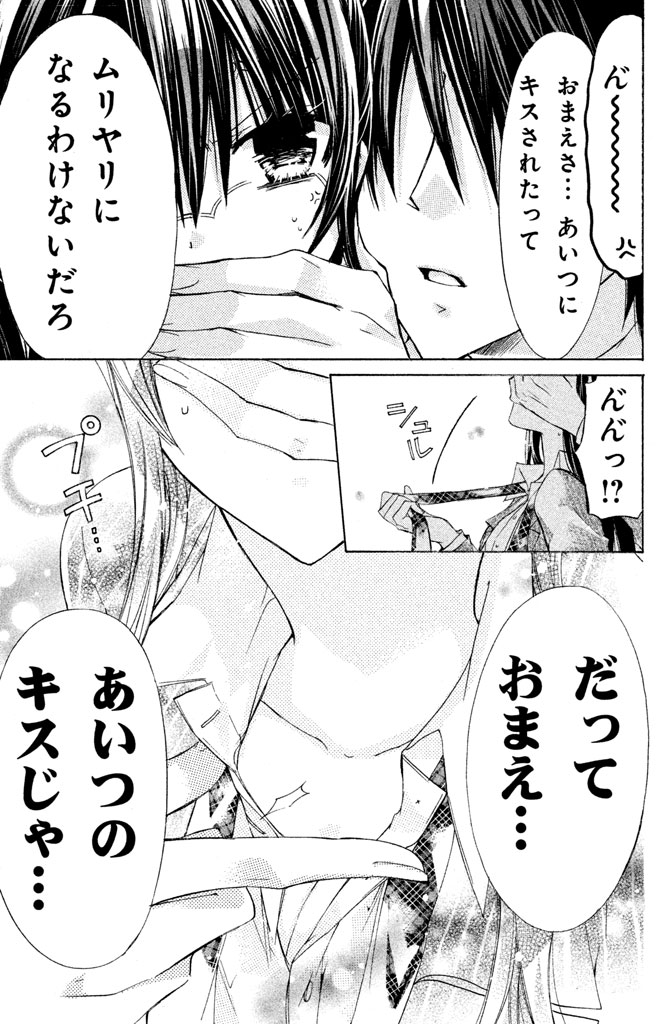 ん゛～～～～
おまえさ…あいつに
キスされたって
ムリヤリに
なるわけないだろ
ん゛ん゛っ!?
シュル
プチ…
だって
おまえ…
あいつの
キスじゃ…